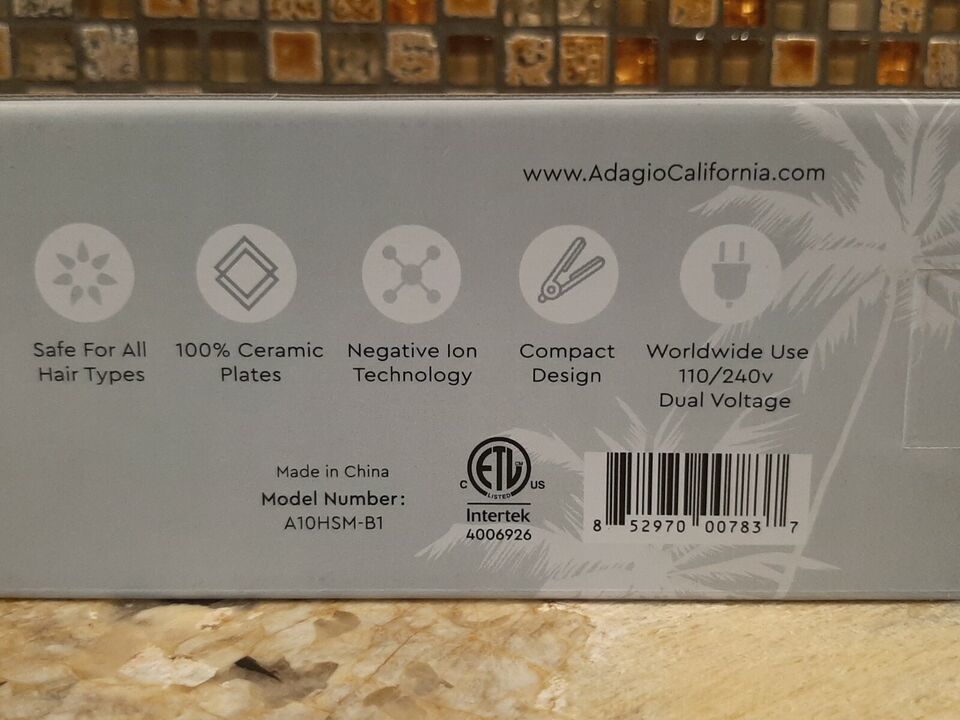 www.AdagioCalifornia.com
Safe For All
Hair Types
100% Ceramic
Plates
Negative Ion
Technology
Compact
Design
Worldwide Use
110/240v
Dual Voltage
Made in China
Model Number:
A10HSM-B1
ETL
LISTED
C US
Intertek
4006926
8 52970 00783 7